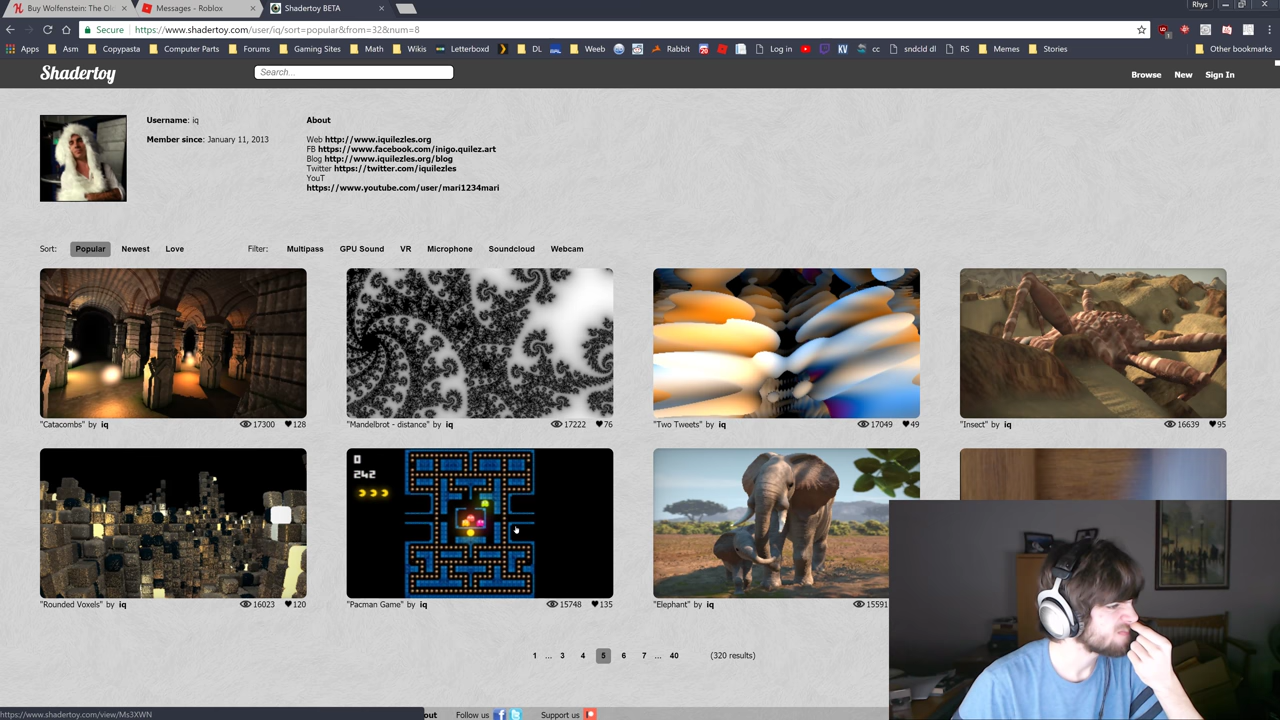 Buy Wolfenstein: The Ol
Messages - Roblox
Shadertoy BETA
Rhys
Secure
https://www.shadertoy.com/user/iq/sort=popular&from=32&num=8
Apps
Asm
Copypasta
Computer Parts
Forums
Gaming Sites
Math
Wikis
Letterboxd
DL
Weeb
Rabbit
Log in
KV
cc
sndcld dl
RS
Memes
Stories
Other bookmarks
Shadertoy
Search...
Browse
New
Sign In
Username: iq
Member since: January 11, 2013
About
Web http://www.iquilezles.org
FB https://www.facebook.com/inigo.quilez.art
Blog http://www.iquilezles.org/blog
Twitter https://twitter.com/iquilezles
YouT
https://www.youtube.com/user/mari1234mari
Sort: Popular Newest Love
Filter: Multipass GPU Sound VR Microphone Soundcloud Webcam
"Catacombs" by iq 17300 128
"Mandelbrot - distance" by iq 17222 76
"Two Tweets" by iq 17049 49
"Insect" by iq 16639 95
0
242
"Rounded Voxels" by iq 16023 120
"Pacman Game" by iq 15748 135
"Elephant" by iq 15591
1 ... 3 4 5 6 7 ... 40 (320 results)
https://www.shadertoy.com/view/Ms3XWN
out Follow us Support us